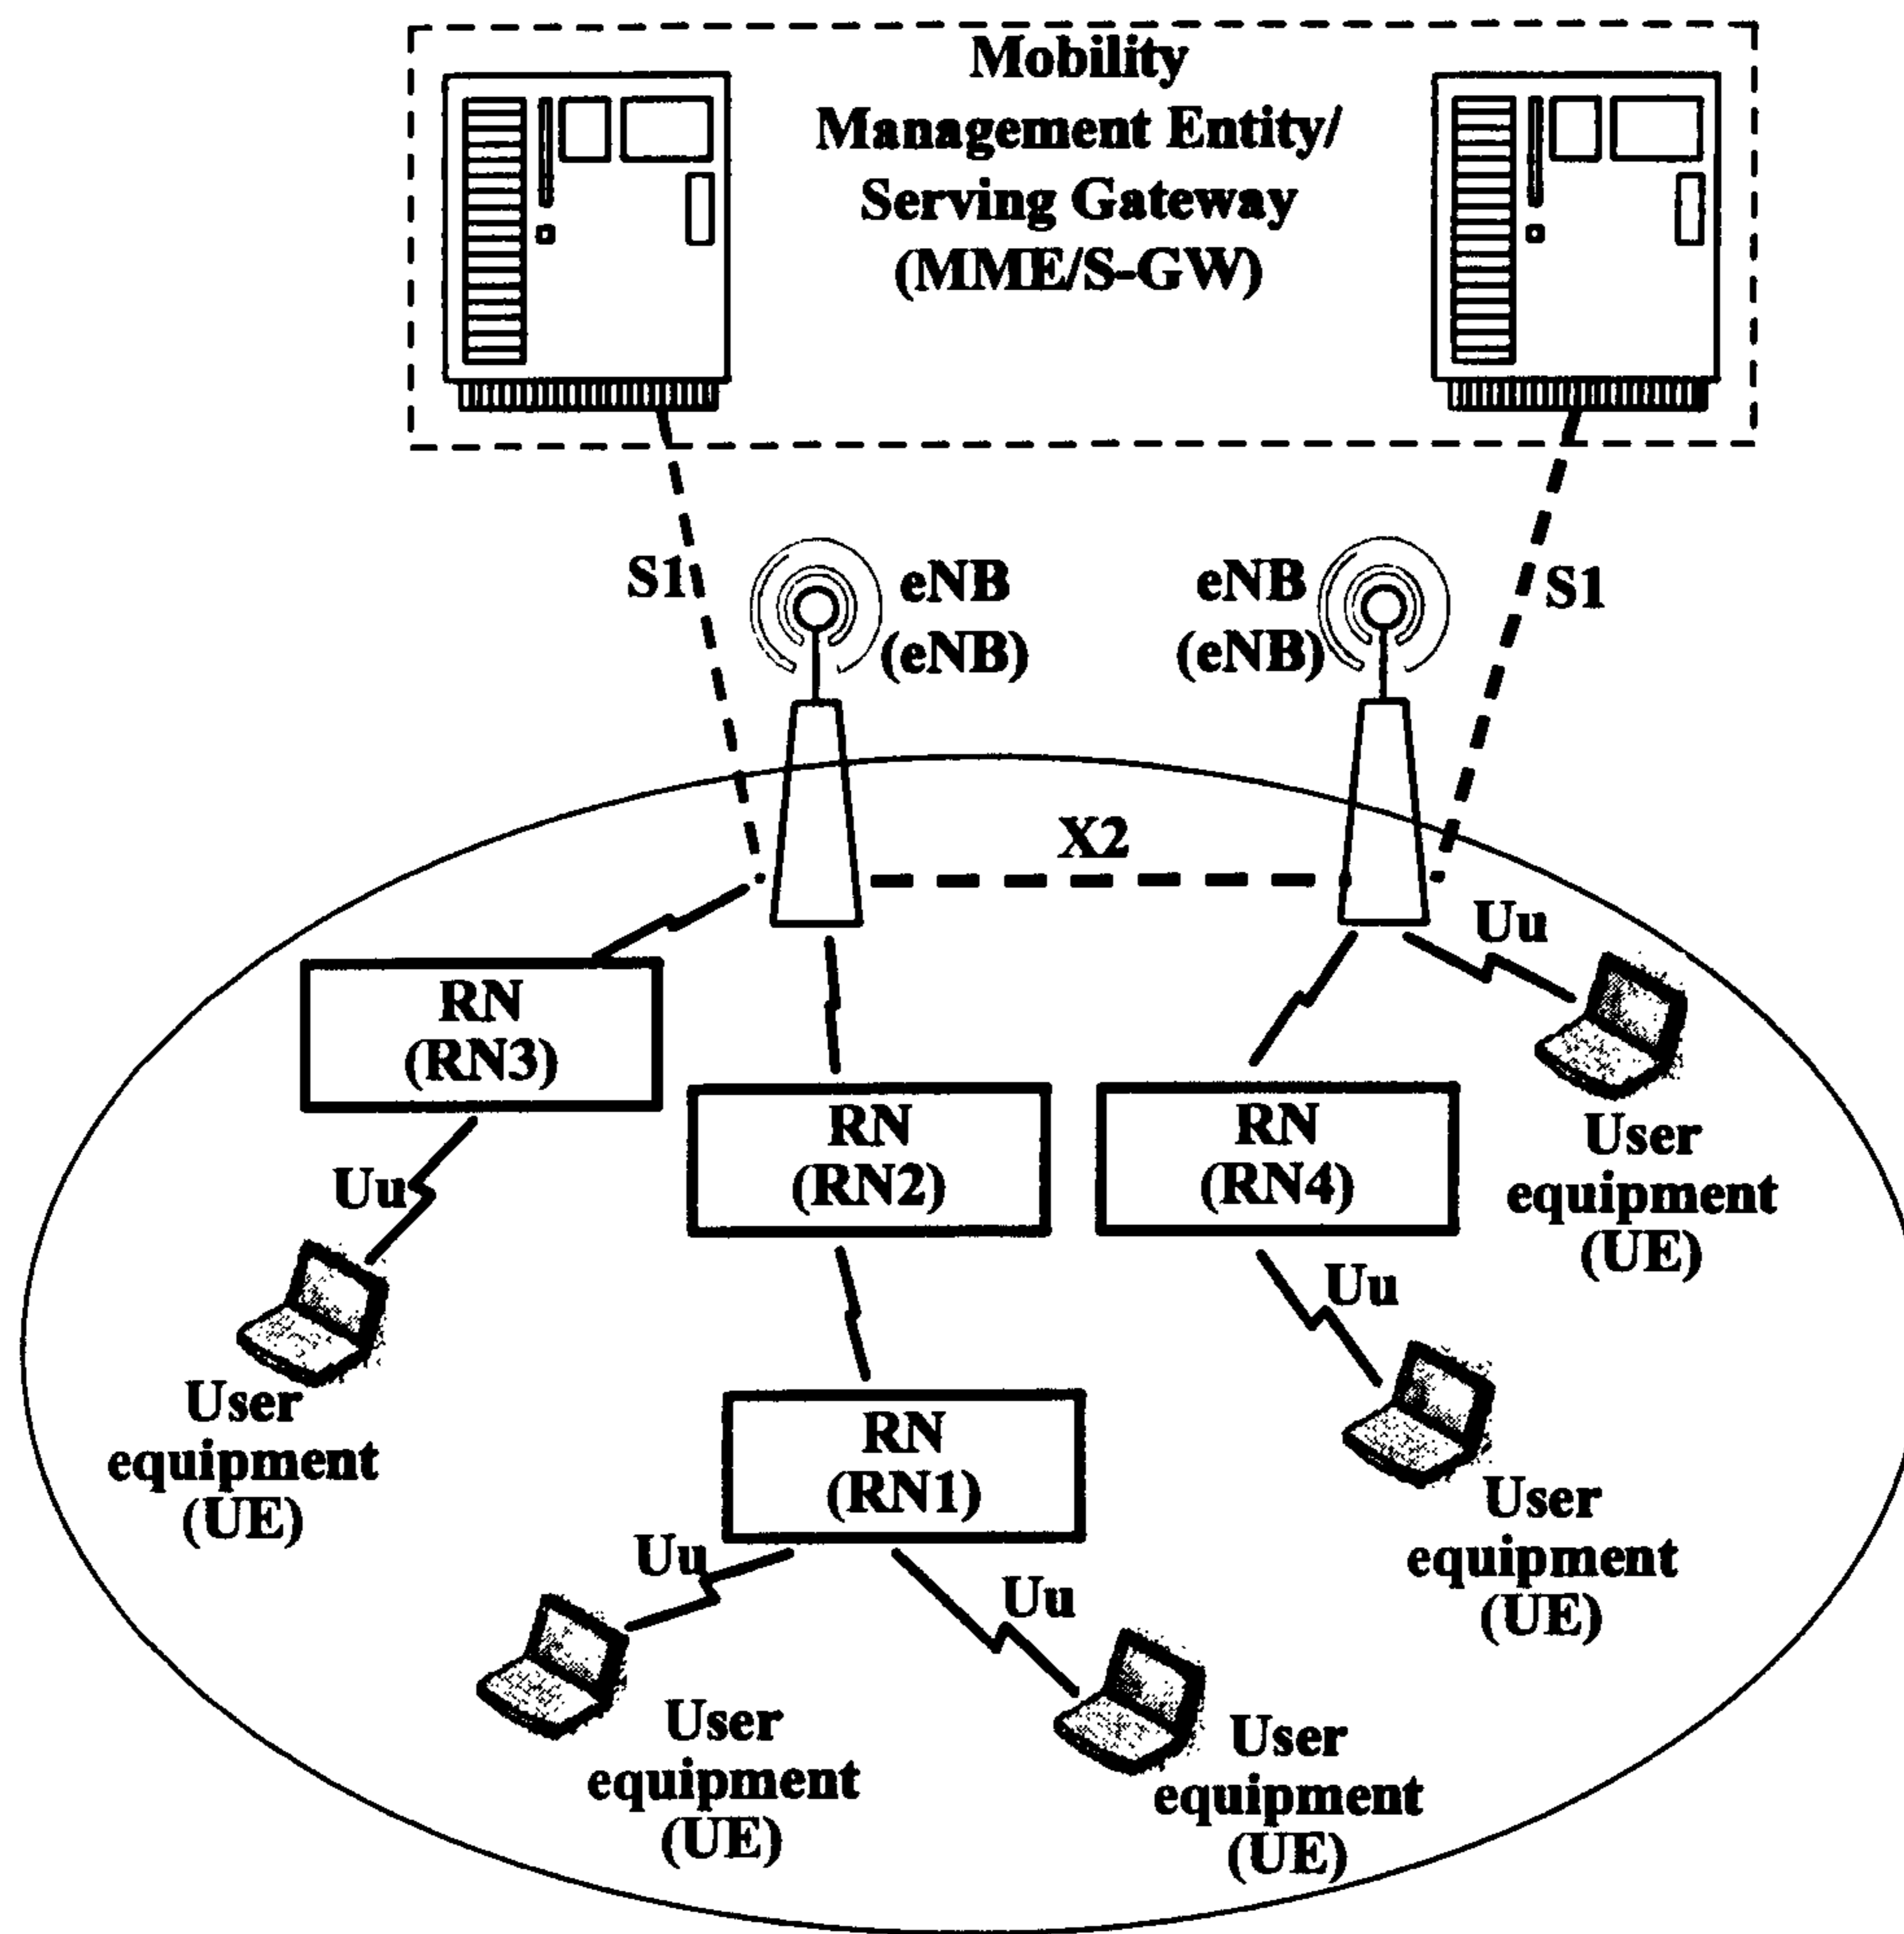 Mobility
Management Entity/
Serving Gateway
(MME/S-GW)
S1
eNB
(eNB)
eNB
(eNB)
S1
X2
Uu
RN
(RN3)
RN
(RN2)
RN
(RN4)
User
equipment
(UE)
Uu
Uu
User
equipment
(UE)
RN
(RN1)
User
equipment
(UE)
Uu
Uu
User
equipment
(UE)
User
equipment
(UE)